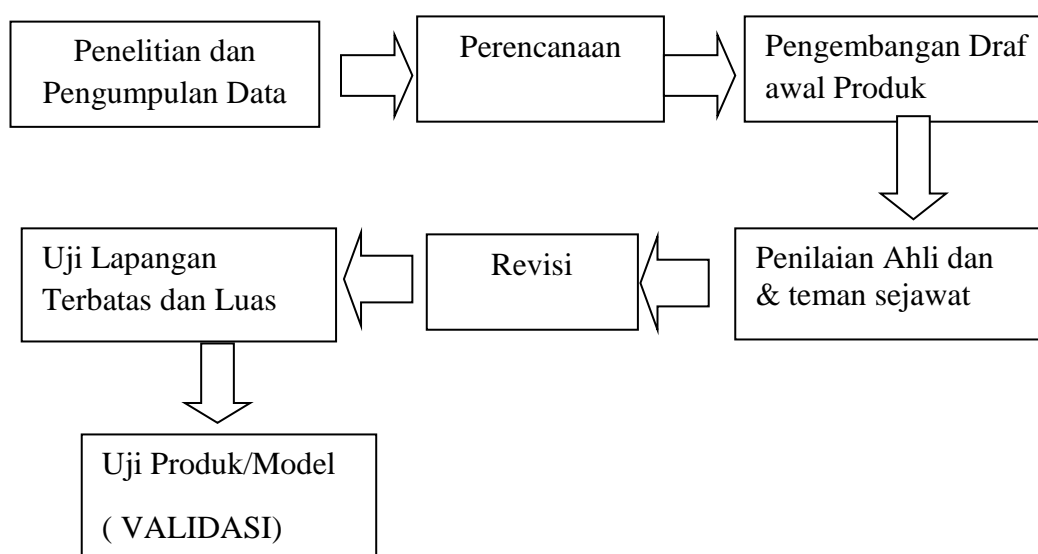 Penelitian dan
Pengumpulan Data
Perencanaan
Pengembangan Draf
awal Produk
Penilaian Ahli dan
& teman sejawat
Revisi
Uji Lapangan
Terbatas dan Luas
Uji Produk/Model
( VALIDASI)